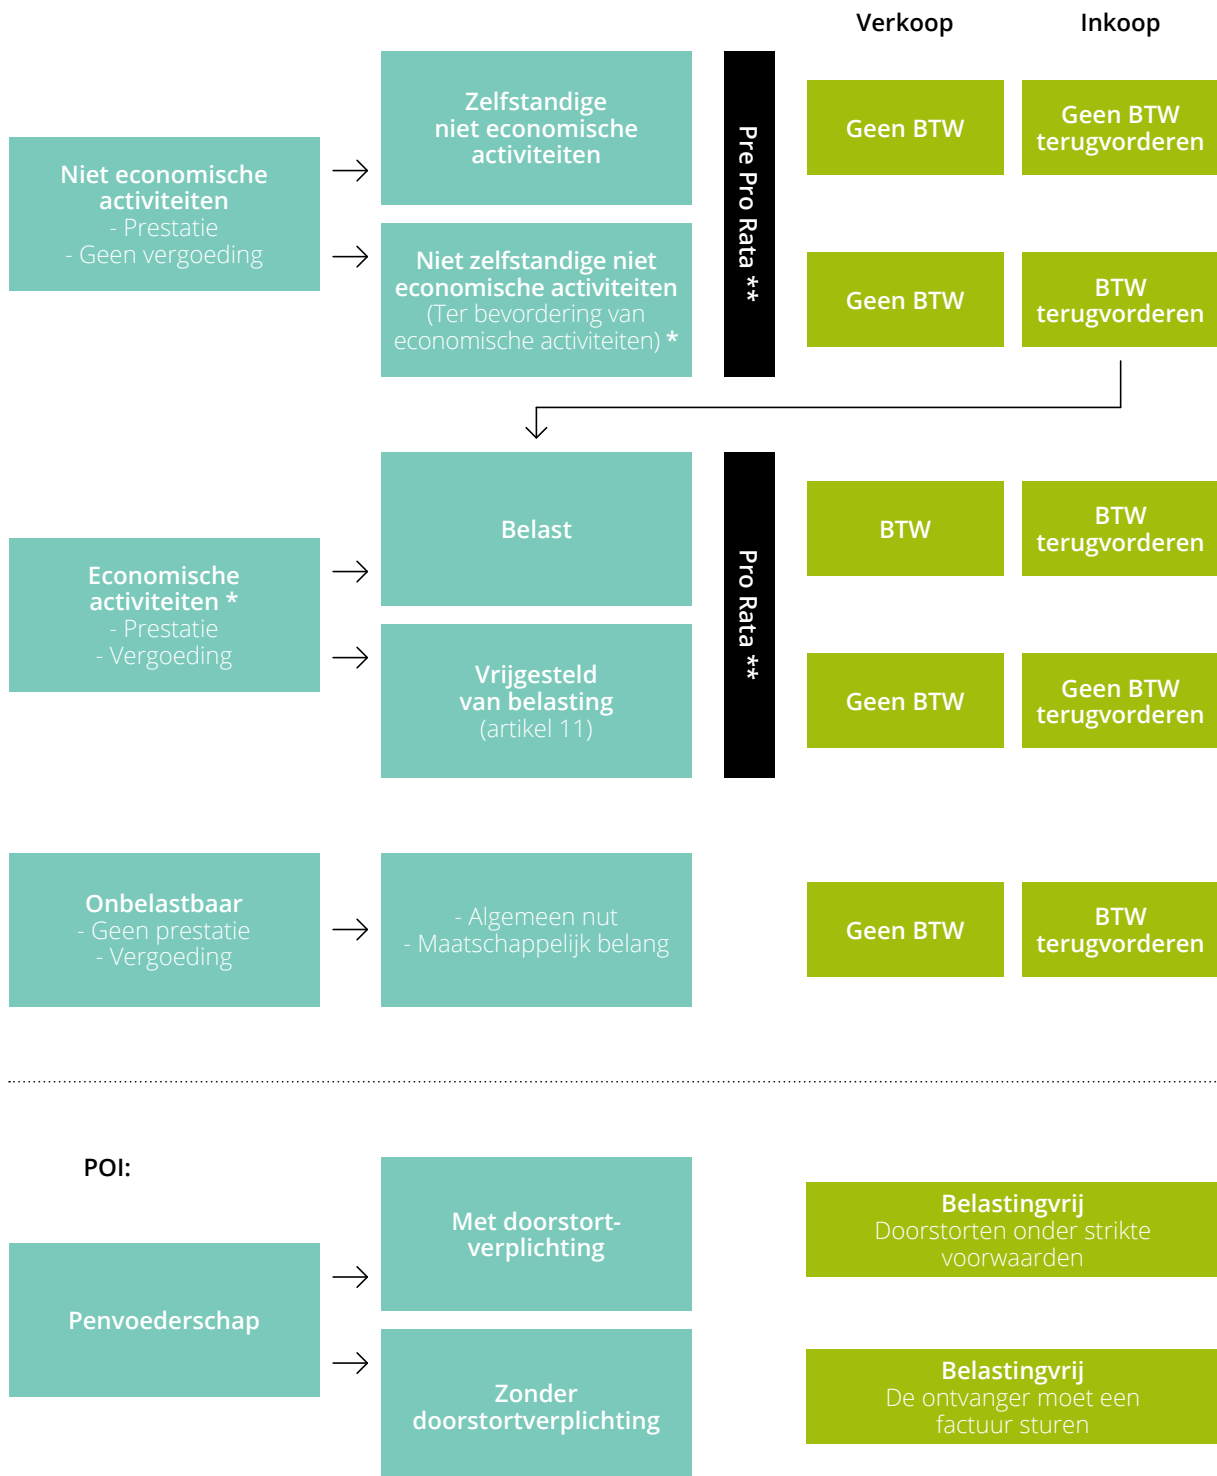 Verkoop
Inkoop
Niet economische
activiteiten
- Prestatie
- Geen vergoeding
Zelfstandige
niet economische
activiteiten
Niet zelfstandige niet
economische activiteiten
(Ter bevordering van
economische activiteiten) *
Pre Pro Rata **
Geen BTW
Geen BTW
terugvorderen
Geen BTW
BTW
terugvorderen
Economische
activiteiten *
- Prestatie
- Vergoeding
Belast
Vrijgesteld
van belasting
(artikel 11)
Pro Rata **
BTW
BTW
terugvorderen
Geen BTW
Geen BTW
terugvorderen
Onbelastbaar
- Geen prestatie
- Vergoeding
- Algemeen nut
- Maatschappelijk belang
Geen BTW
BTW
terugvorderen
POI:
Penvoederschap
Met doorstort-
verplichting
Belastingvrij
Doorstorten onder strikte
voorwaarden
Zonder
doorstortverplichting
Belastingvrij
De ontvanger moet een
factuur sturen